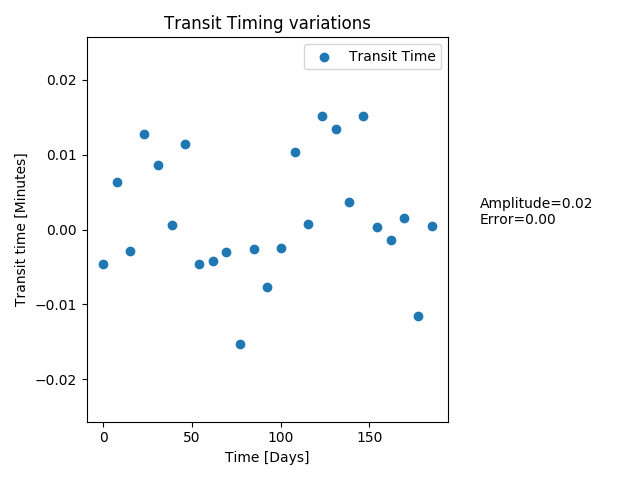 Transit Timing variations
Transit Time
0.02
0.01
0.00
−0.01
−0.02
Transit time [Minutes]
Amplitude=0.02
Error=0.00
0
50
100
150
Time [Days]